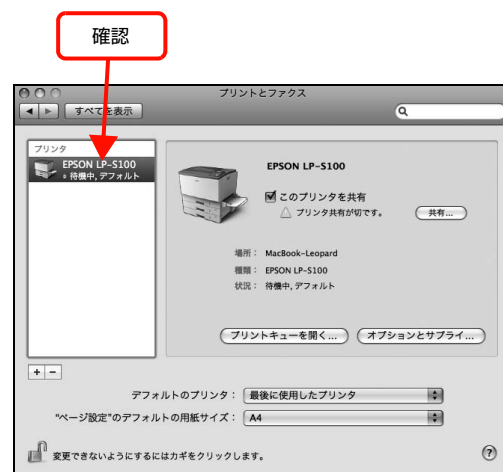 確認
プリントとファクス
すべてを表示
プリンタ
EPSON LP-S100
待機中, デフォルト
EPSON LP-S100
このプリンタを共有
プリンタ共有が切です。
共有...
場所： MacBook-Leopard
種類： EPSON LP-S100
状況： 待機中, デフォルト
プリントキューを開く...
オプションとサプライ...
+ −
デフォルトのプリンタ： 最後に使用したプリンタ
"ページ設定"のデフォルトの用紙サイズ： A4
変更できないようにするにはカギをクリックします。
?